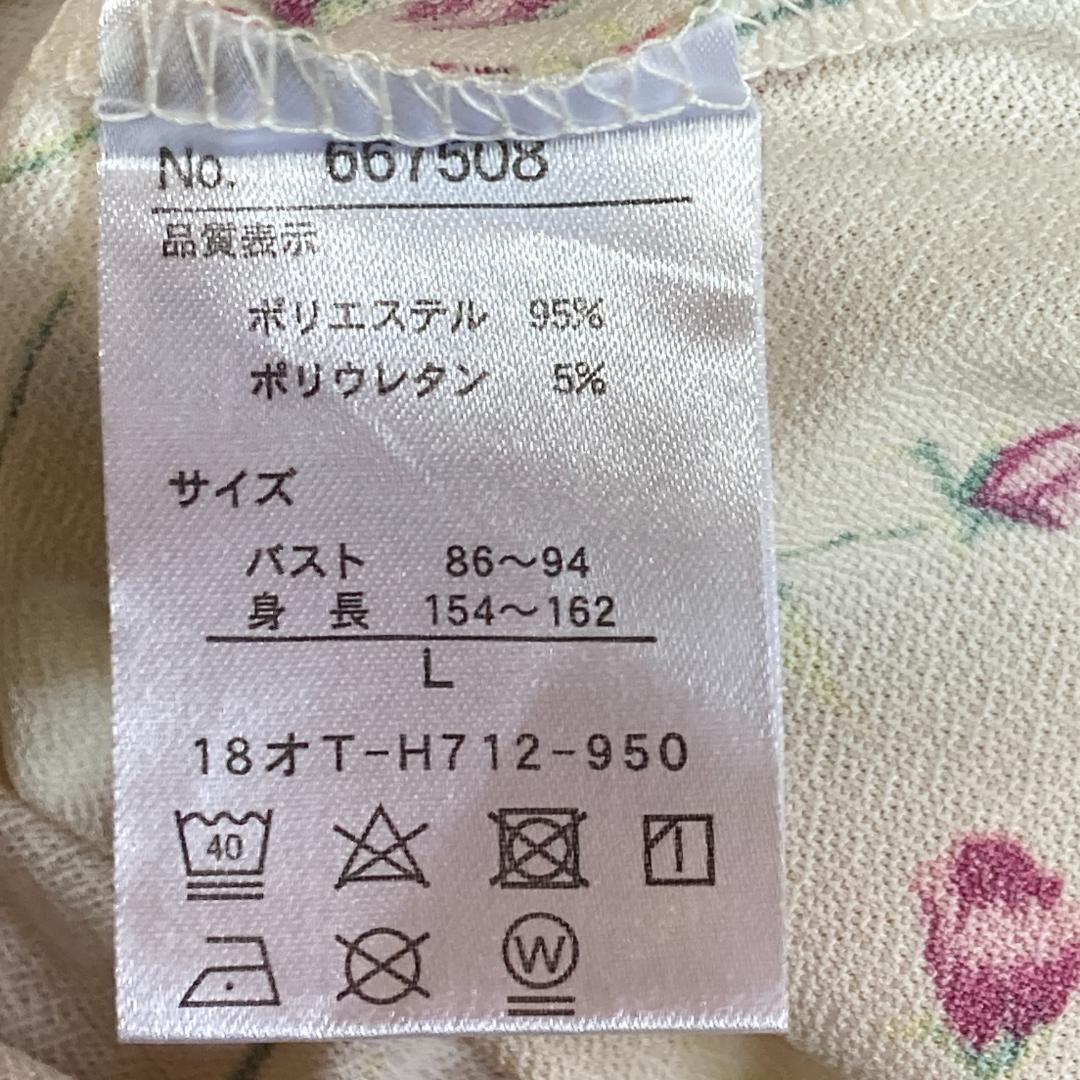 No. 667508
品質表示
ポリエステル 95%
ポリウレタン 5%
サイズ
バスト 86〜94
身 長 154〜162
L
18オT-H712-950
40
W